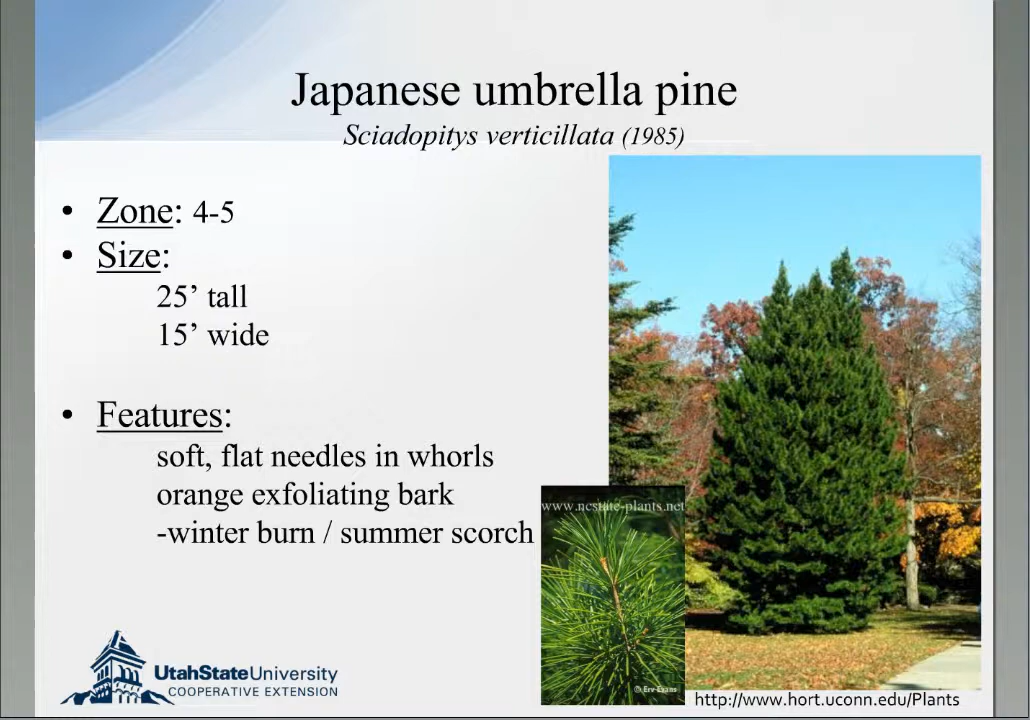 Japanese umbrella pine
Sciadopitys verticillata (1985)
• Zone: 4-5
• Size:
25’ tall
15’ wide
• Features:
soft, flat needles in whorls
orange exfoliating bark
-winter burn / summer scorch
www.ncstate-plants.net
© Erv Evans
UtahStateUniversity
COOPERATIVE EXTENSION
http://www.hort.uconn.edu/Plants